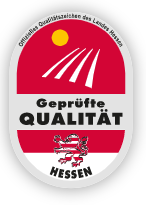 Offizielles Qualitätszeichen des Landes Hessen
Geprüfte
QUALITÄT
HESSEN